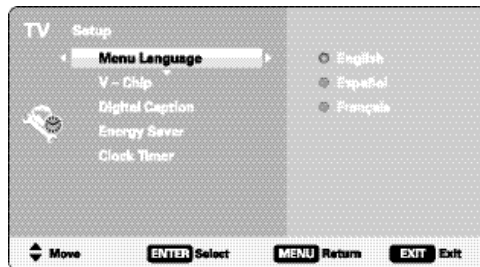 TV Setup
Menu Language
English
V - Chip
Español
Digital Caption
Français
Energy Saver
Clock Timer
Move ENTER Select MENU Return EXIT Exit